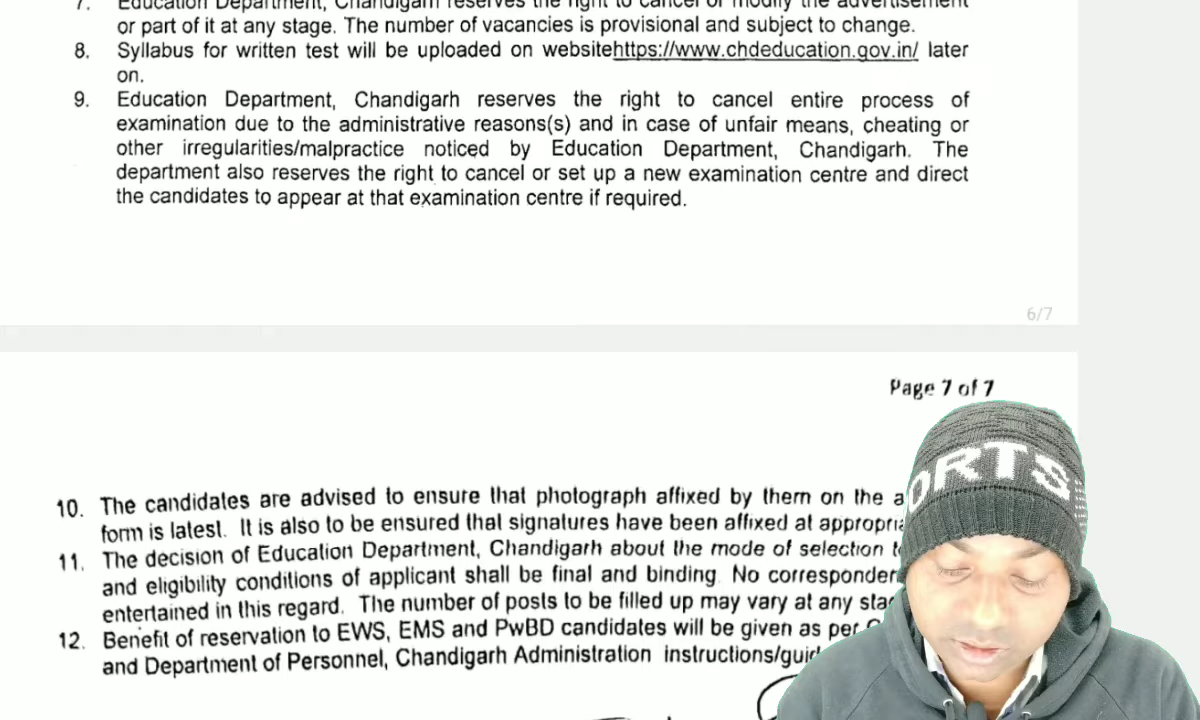 7. Education Department, Chandigarh reserves the right to cancel or modify the advertisement
or part of it at any stage. The number of vacancies is provisional and subject to change.
8. Syllabus for written test will be uploaded on websitehttps://www.chdeducation.gov.in/ later
on.
9. Education Department, Chandigarh reserves the right to cancel entire process of
examination due to the administrative reasons(s) and in case of unfair means, cheating or
other irregularities/malpractice noticed by Education Department, Chandigarh. The
department also reserves the right to cancel or set up a new examination centre and direct
the candidates to appear at that examination centre if required.
6/7
Page 7 of 7
10. The candidates are advised to ensure that photograph affixed by them on the
form is latest. It is also to be ensured that signatures have been affixed at
11. The decision of Education Department, Chandigarh about the mode of selection
and eligibility conditions of applicant shall be final and binding. No
entertained in this regard. The number of posts to be filled up may vary at any
12. Benefit of reservation to EWS, EMS and PwBD candidates will be given as per
and Department of Personnel, Chandigarh Administration
ORTS